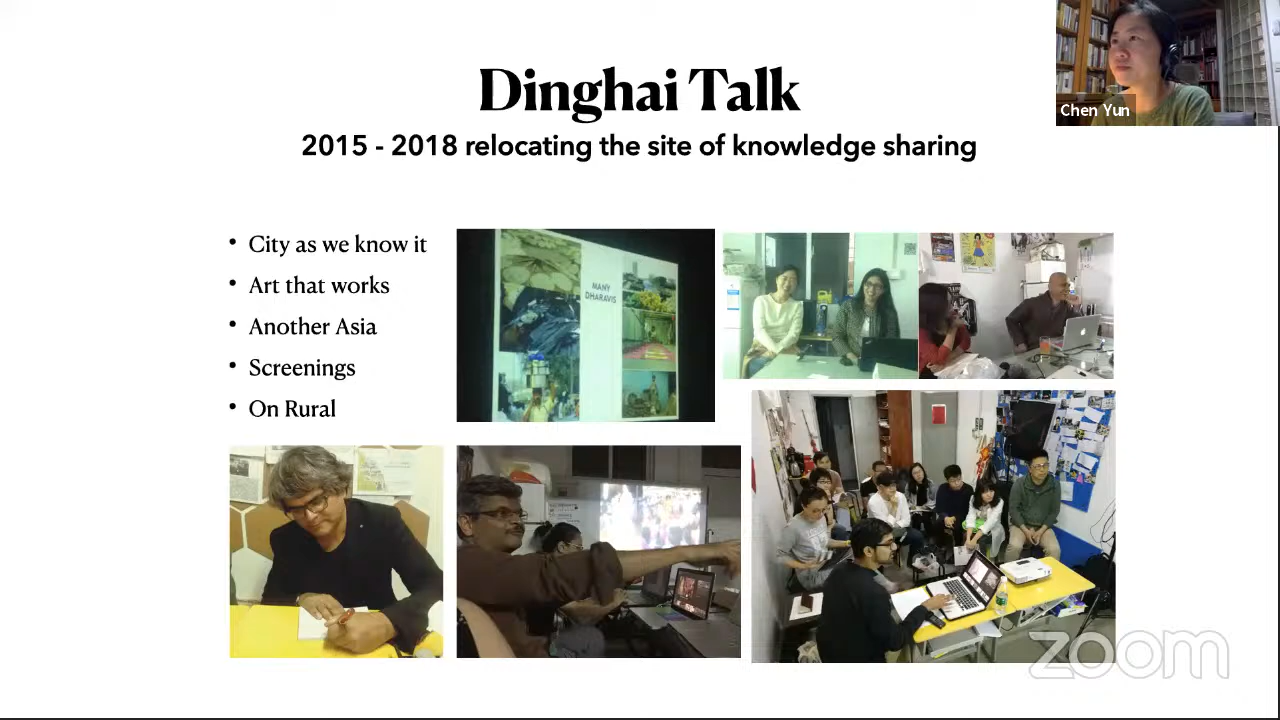 Dinghai Talk
2015 - 2018 relocating the site of knowledge sharing
Chen Yun
• City as we know it
• Art that works
• Another Asia
• Screenings
• On Rural
MANY
DHARAVIS
zoom